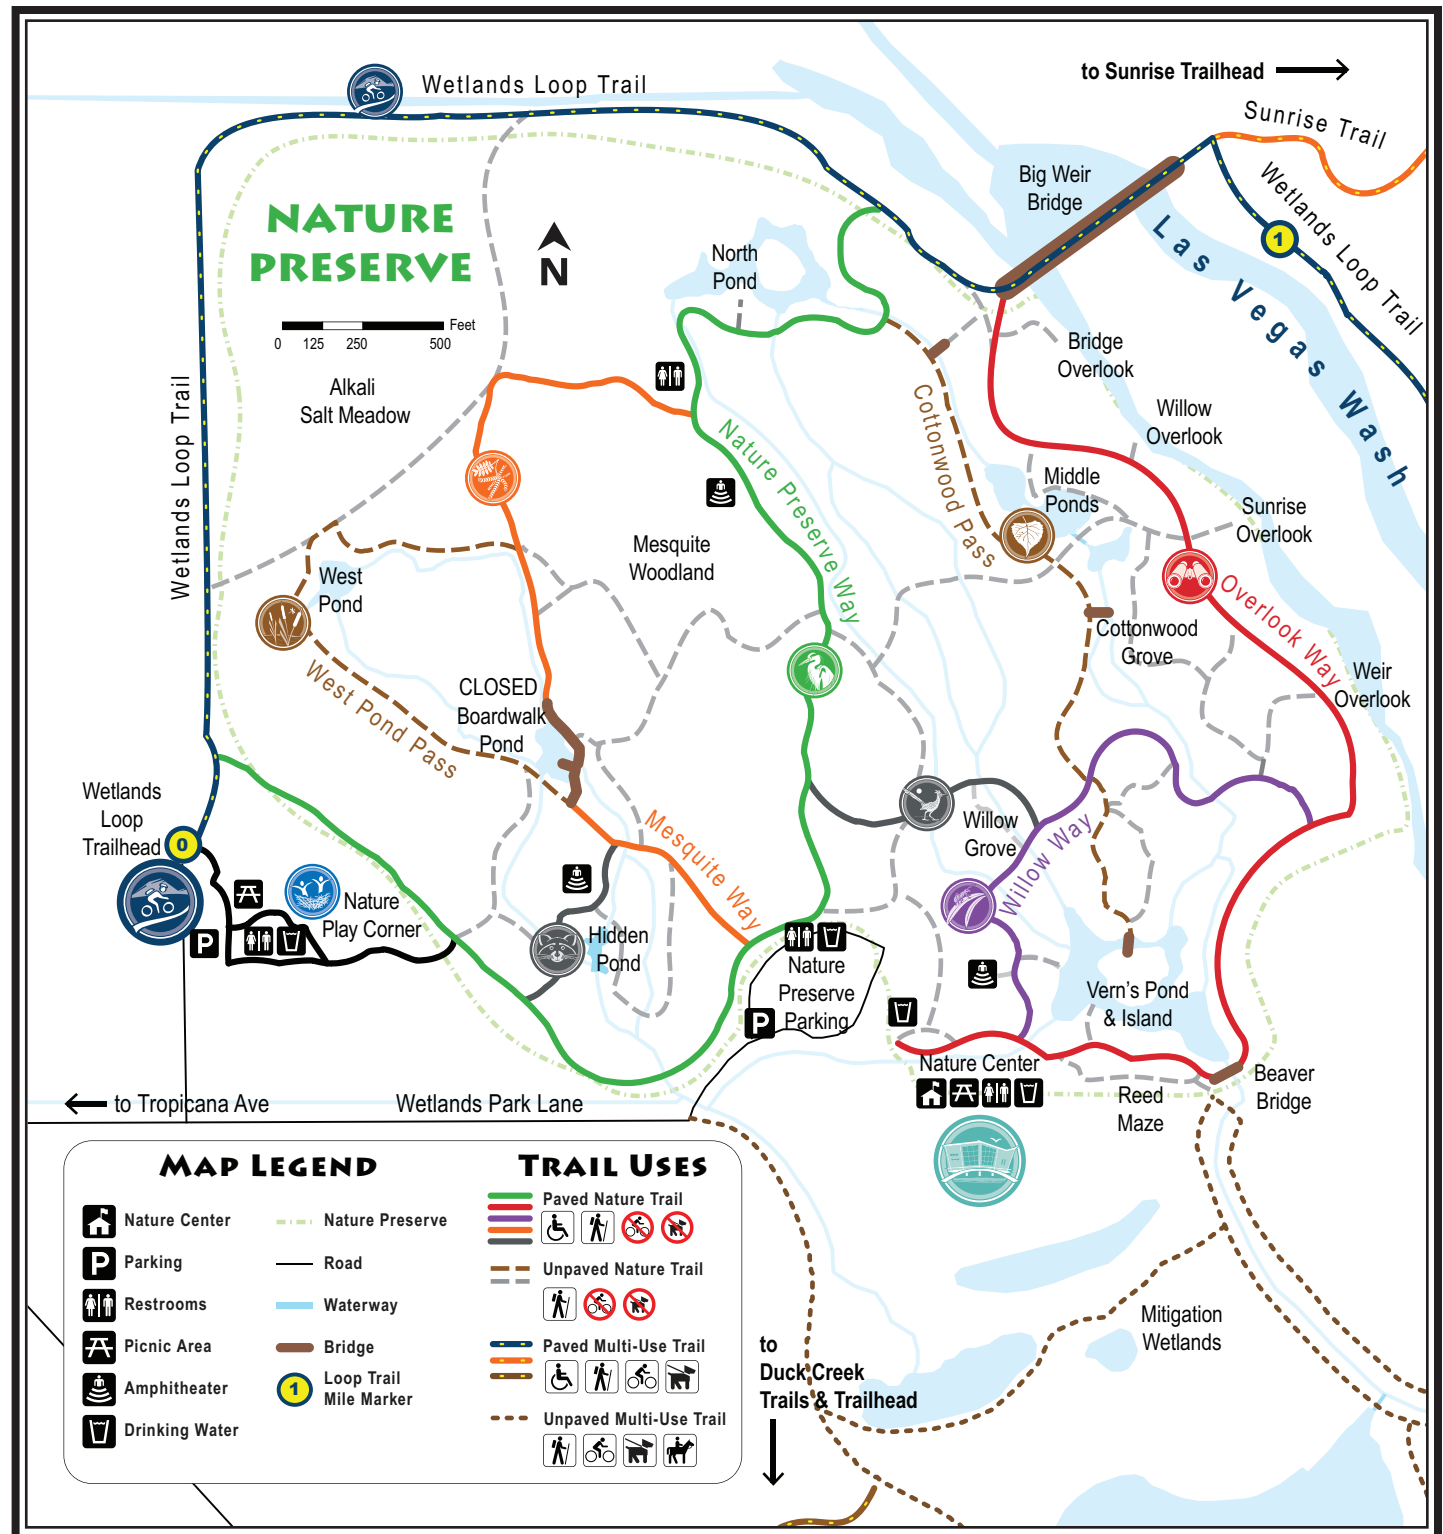 Wetlands Loop Trail
to Sunrise Trailhead
Sunrise Trail
Wetlands Loop Trail
1
Big Weir
Bridge
Las Vegas Wash
NATURE
PRESERVE
N
Feet
0 125 250 500
North
Pond
Bridge
Overlook
Alkali
Salt Meadow
Wetlands Loop Trail
Willow
Overlook
Nature Preserve Way
Cottonwood Pass
Middle
Ponds
Sunrise
Overlook
Mesquite
Woodland
West
Pond
Overlook Way
Cottonwood
Grove
Weir
Overlook
West Pond Pass
CLOSED
Boardwalk
Pond
Wetlands
Loop
Trailhead
0
Mesquite Way
Willow
Grove
Willow Way
Nature
Play Corner
P
Hidden
Pond
Nature
Preserve
Parking
P
Vern's Pond
& Island
Nature Center
Reed
Maze
Beaver
Bridge
to Tropicana Ave
Wetlands Park Lane
MAP LEGEND
Nature Center
P Parking
Restrooms
Picnic Area
Amphitheater
Drinking Water
Nature Preserve
Road
Waterway
Bridge
1 Loop Trail
Mile Marker
TRAIL USES
Paved Nature Trail
Unpaved Nature Trail
Paved Multi-Use Trail
Unpaved Multi-Use Trail
to
Duck Creek
Trails & Trailhead
Mitigation
Wetlands